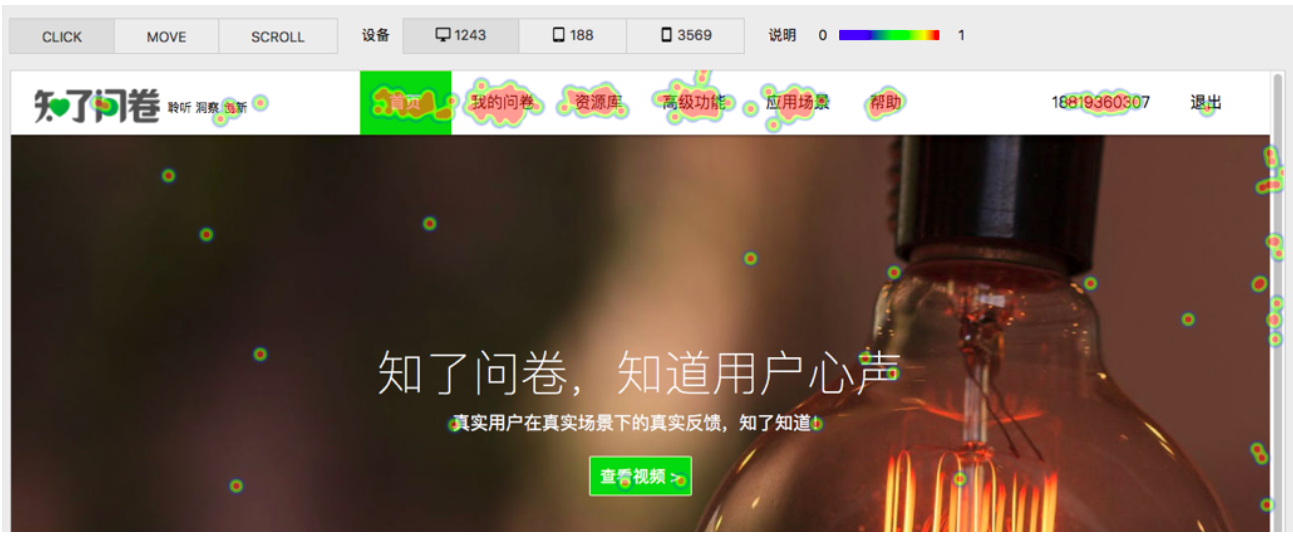 CLICK MOVE SCROLL 设备 1243 188 3569 说明 0 1
知了问卷 聆听 洞察 创新 首页 我的问卷 资源库 高级功能 应用场景 帮助 18819360307 退出
知了问卷，知道用户心声
真实用户在真实场景下的真实反馈，知了知道！
查看视频 >